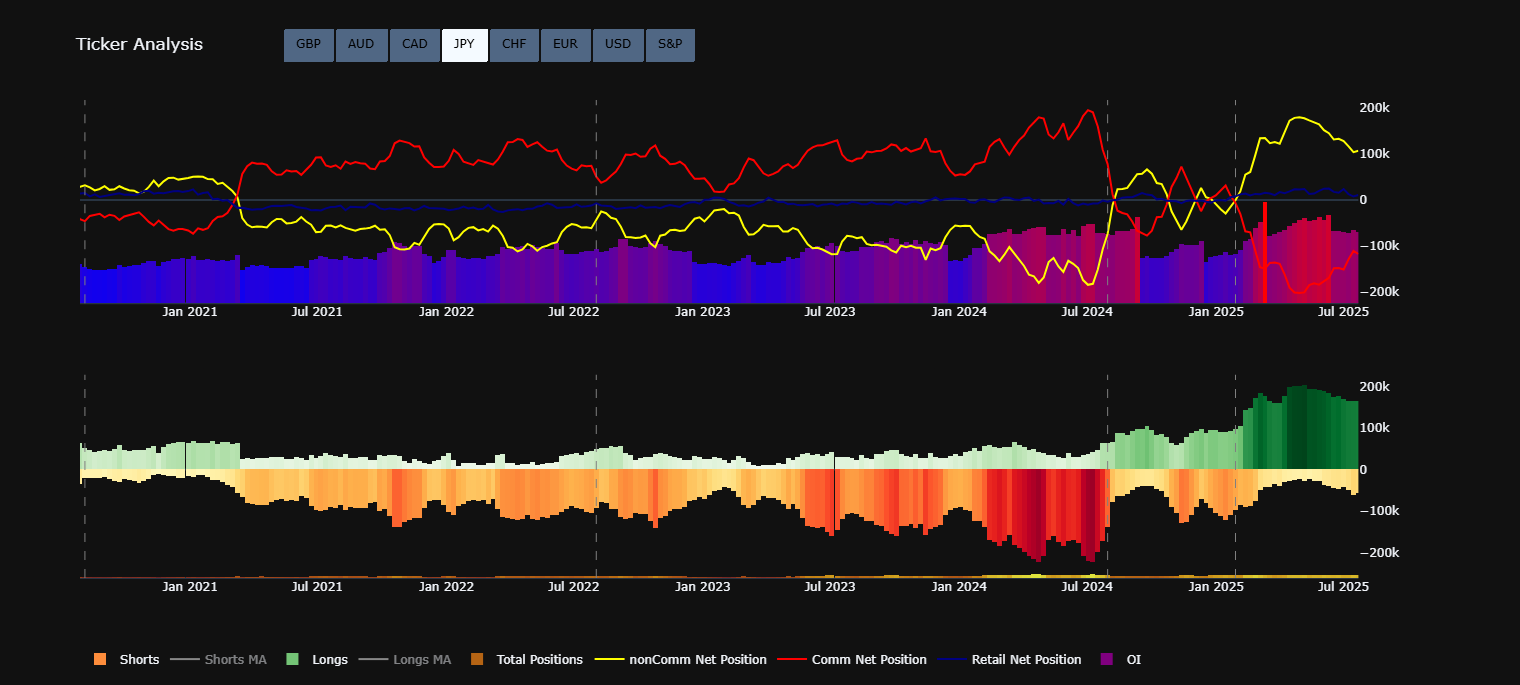 Ticker Analysis GBP AUD CAD JPY CHF EUR USD S&P
200k
100k
0
−100k
−200k
Jan 2021 Jul 2021 Jan 2022 Jul 2022 Jan 2023 Jul 2023 Jan 2024 Jul 2024 Jan 2025 Jul 2025
200k
100k
0
−100k
−200k
Jan 2021 Jul 2021 Jan 2022 Jul 2022 Jan 2023 Jul 2023 Jan 2024 Jul 2024 Jan 2025 Jul 2025
Shorts Shorts MA Longs Longs MA Total Positions nonComm Net Position Comm Net Position Retail Net Position OI